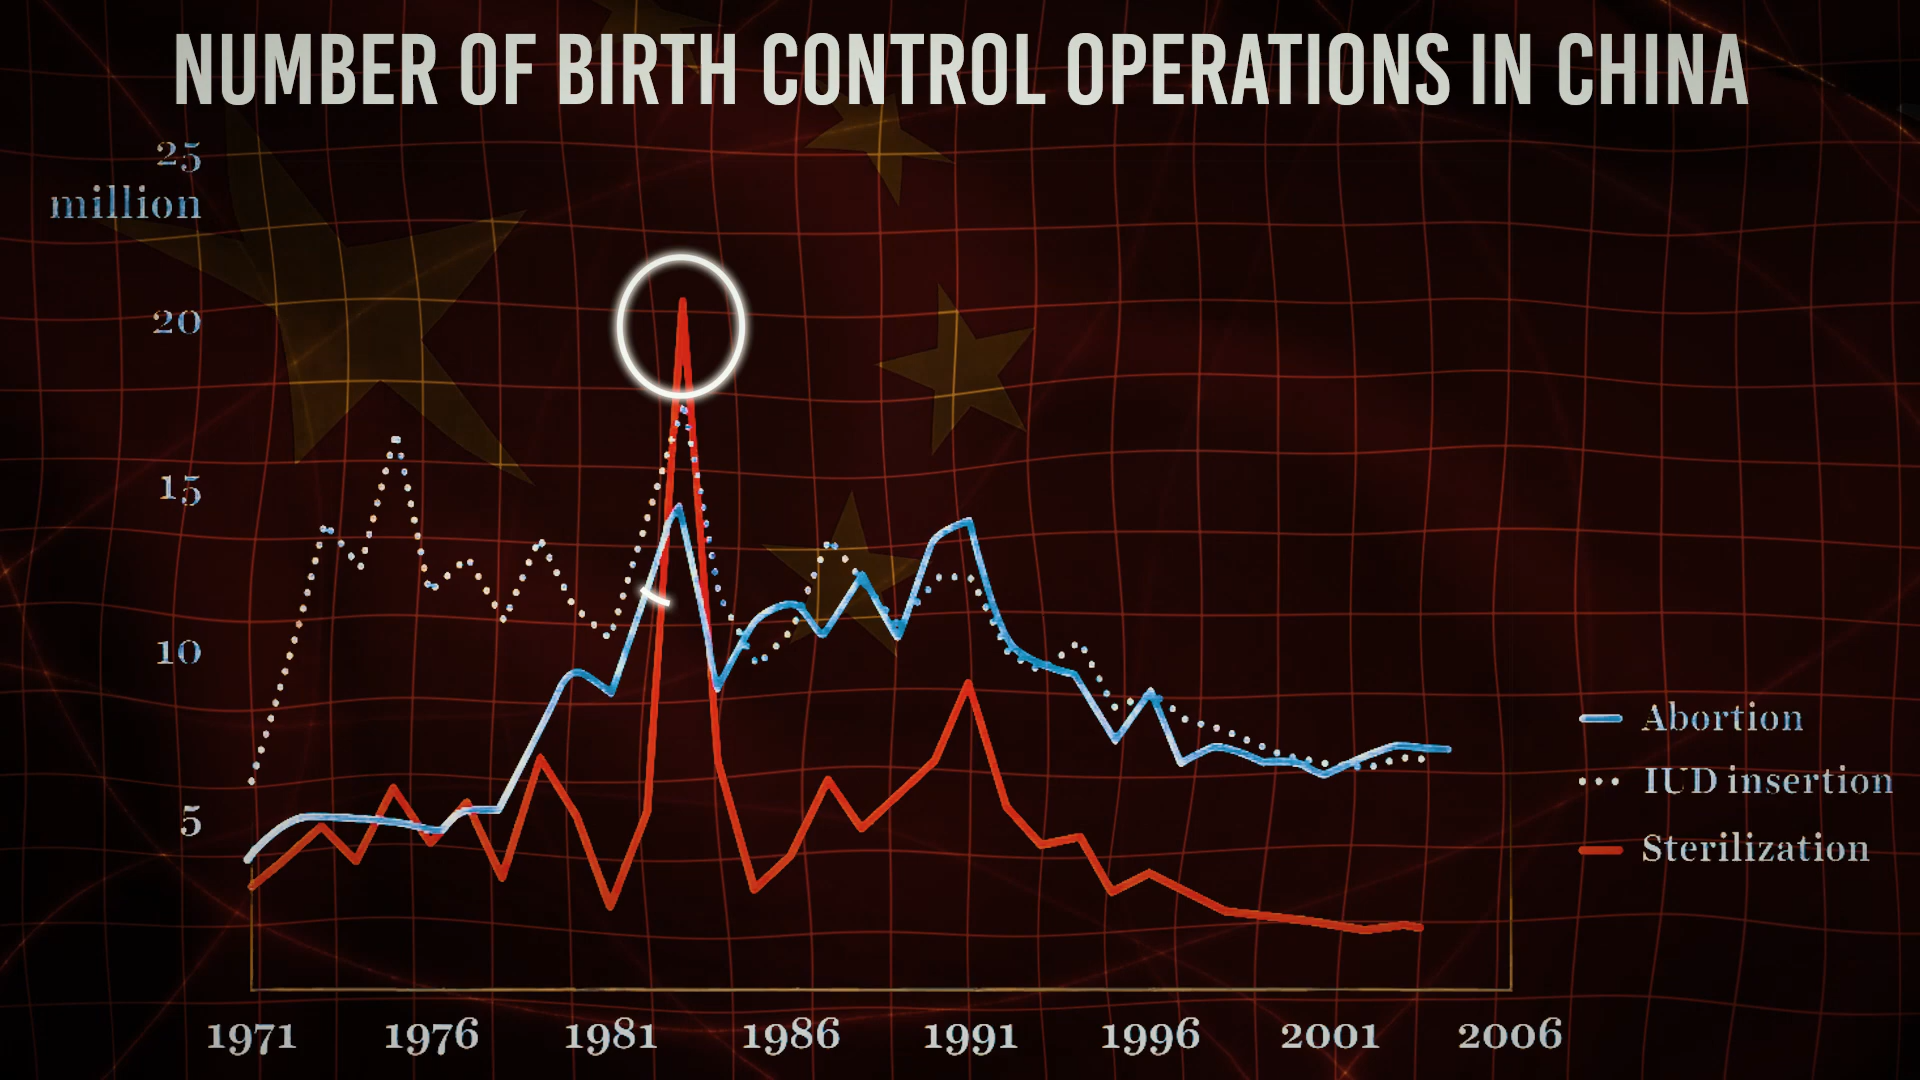 NUMBER OF BIRTH CONTROL OPERATIONS IN CHINA
25
million
20
15
10
5
Abortion
IUD insertion
Sterilization
1971 1976 1981 1986 1991 1996 2001 2006